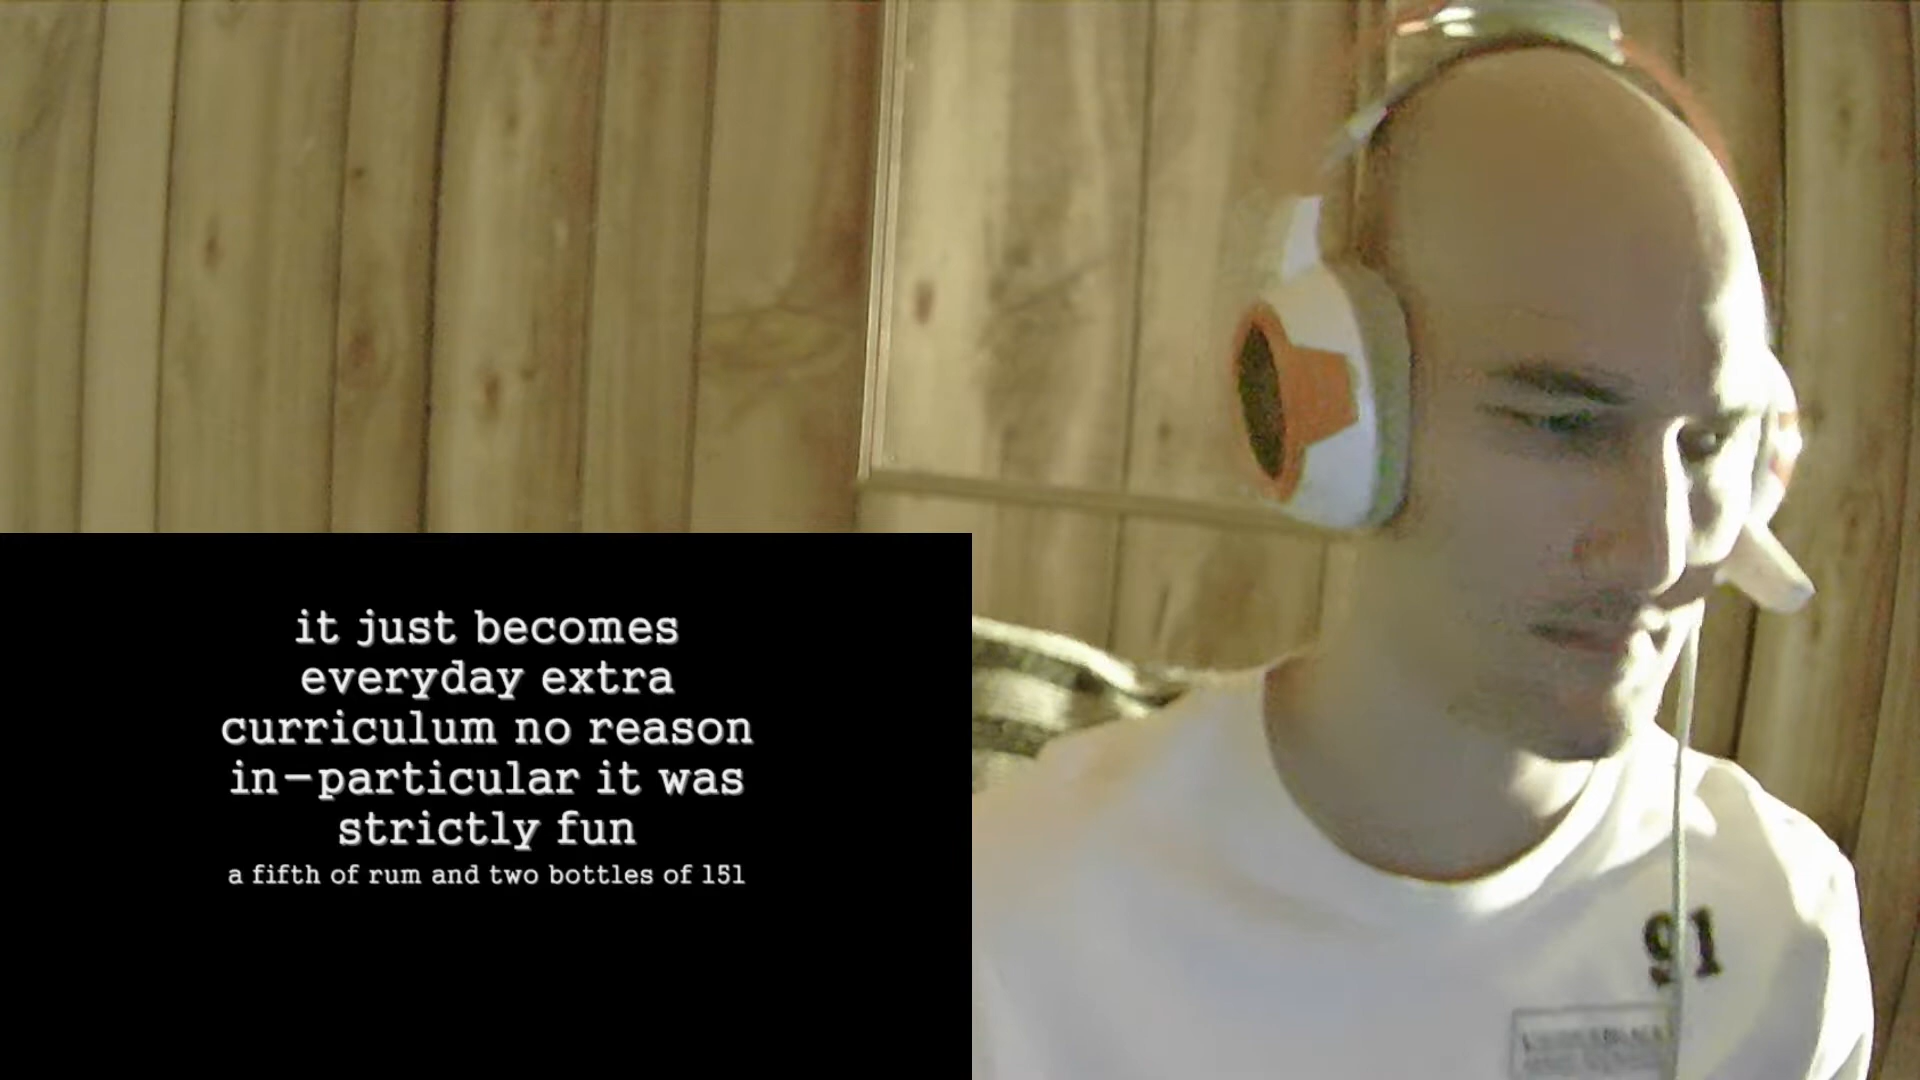 it just becomes
everyday extra
curriculum no reason
in-particular it was
strictly fun
a fifth of rum and two bottles of 151
91